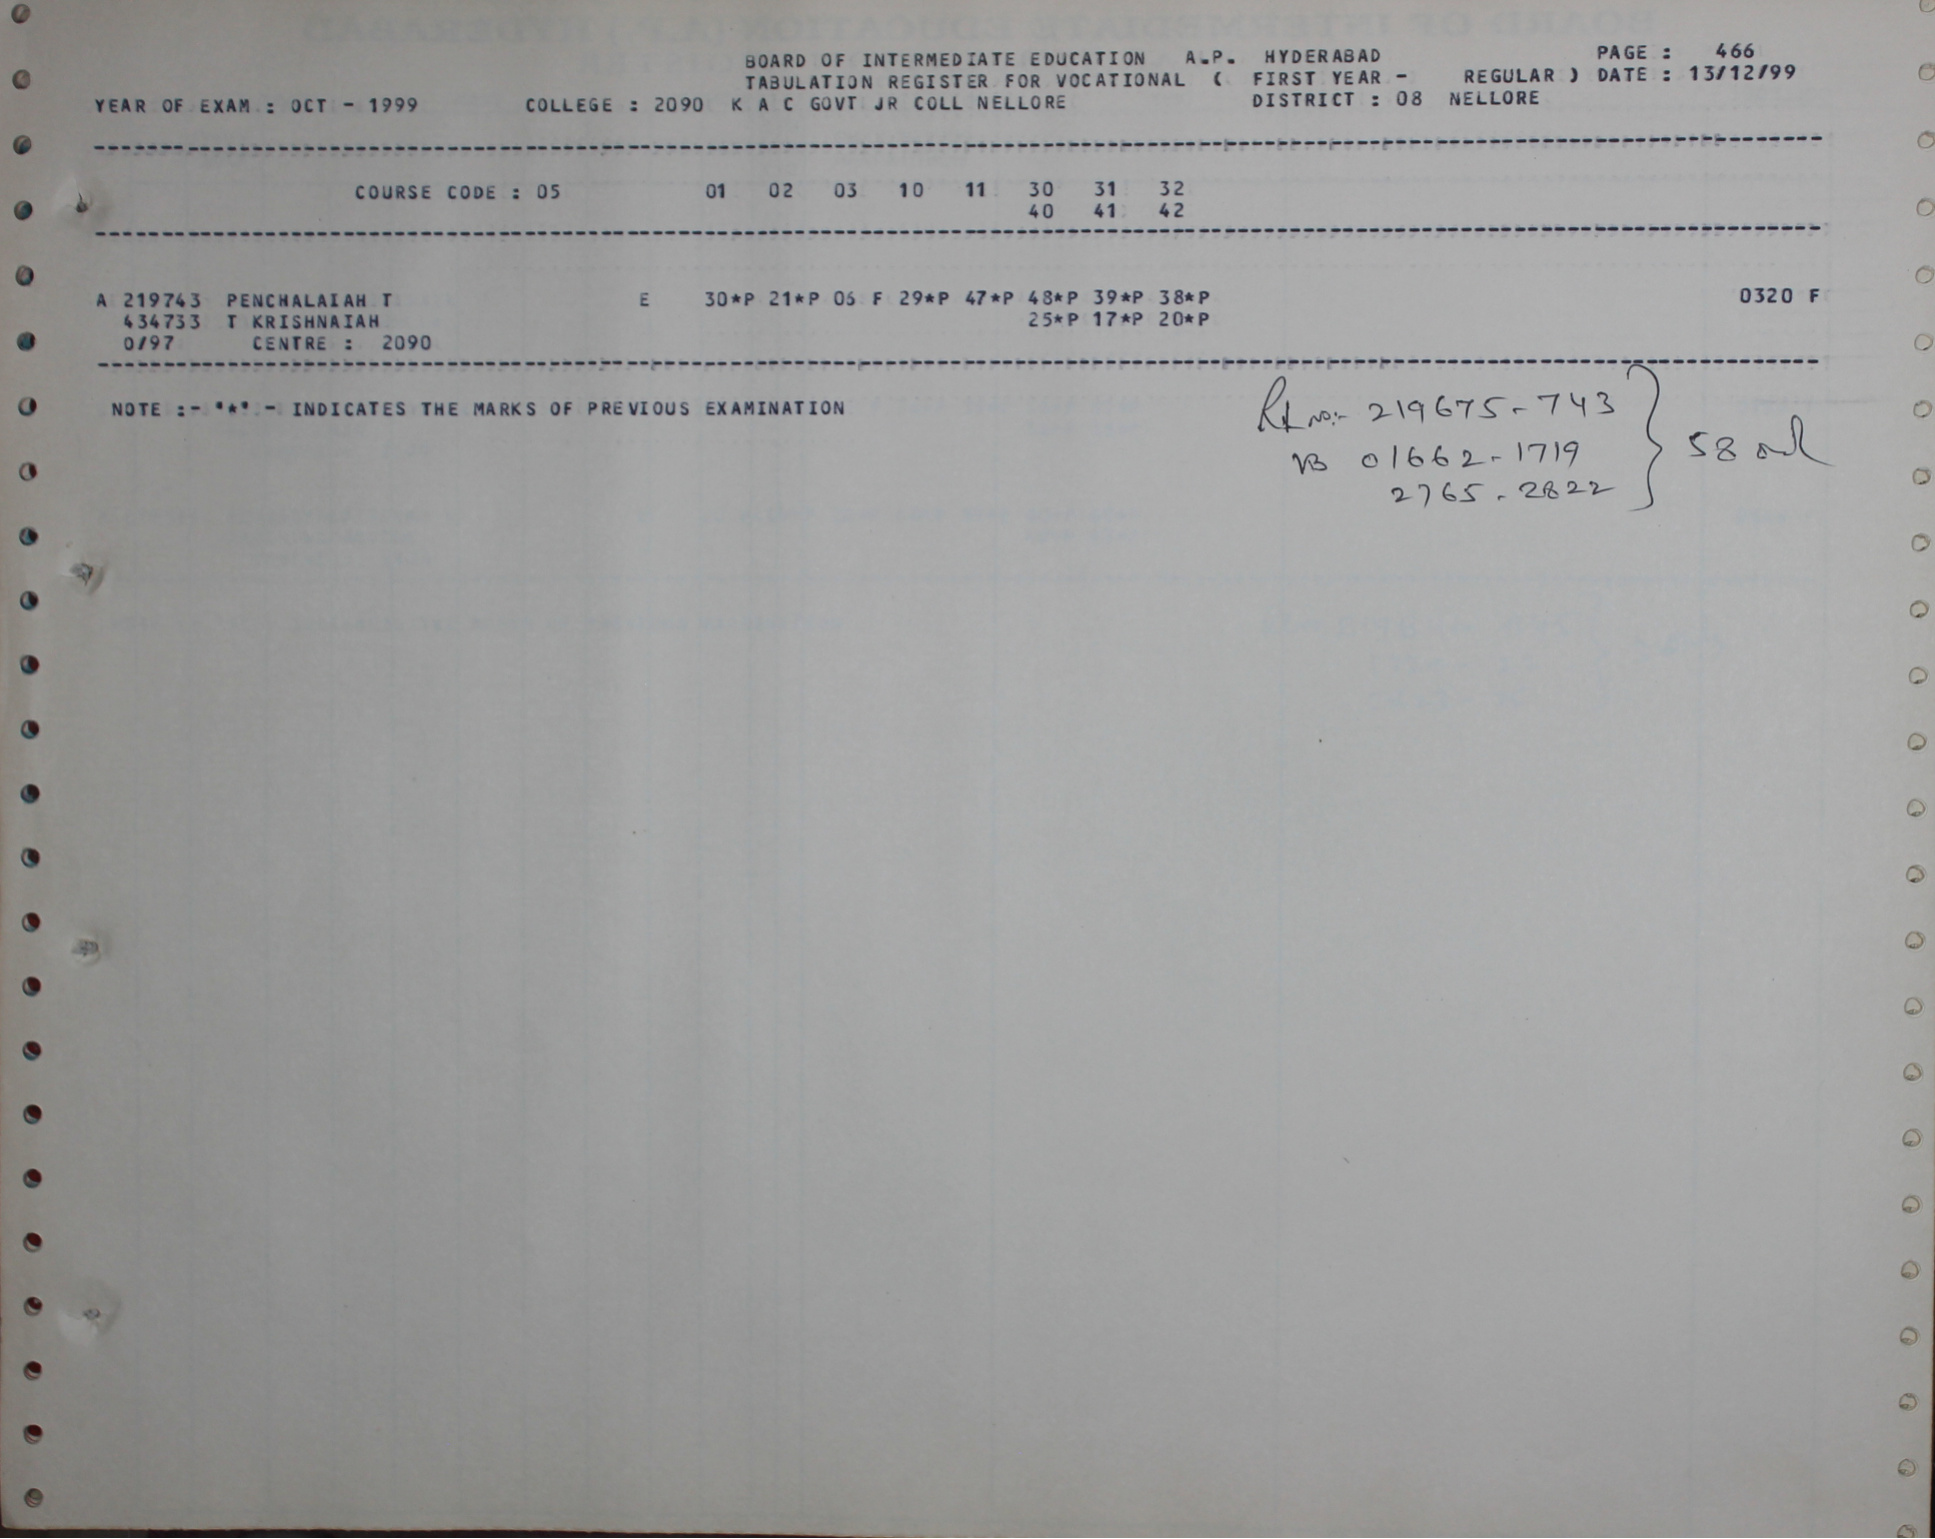 BOARD OF INTERMEDIATE EDUCATION A.P. HYDERABAD PAGE : 466
TABULATION REGISTER FOR VOCATIONAL ( FIRST YEAR - REGULAR ) DATE : 13/12/99
YEAR OF EXAM : OCT - 1999 COLLEGE : 2090 K A C GOVT JR COLL NELLORE DISTRICT : 08 NELLORE
COURSE CODE : 05 01 02 03 10 11 30 31 32
40 41 42
A 219743 PENCHALAIAH T E 30*P 21*P 06 F 29*P 47*P 48*P 39*P 38*P 0320 F
434733 T KRISHNAIAH 25*P 17*P 20*P
0/97 CENTRE : 2090
NOTE :- "*" - INDICATES THE MARKS OF PREVIOUS EXAMINATION
no:- 219675-743
01662-1719 58
2765-2822